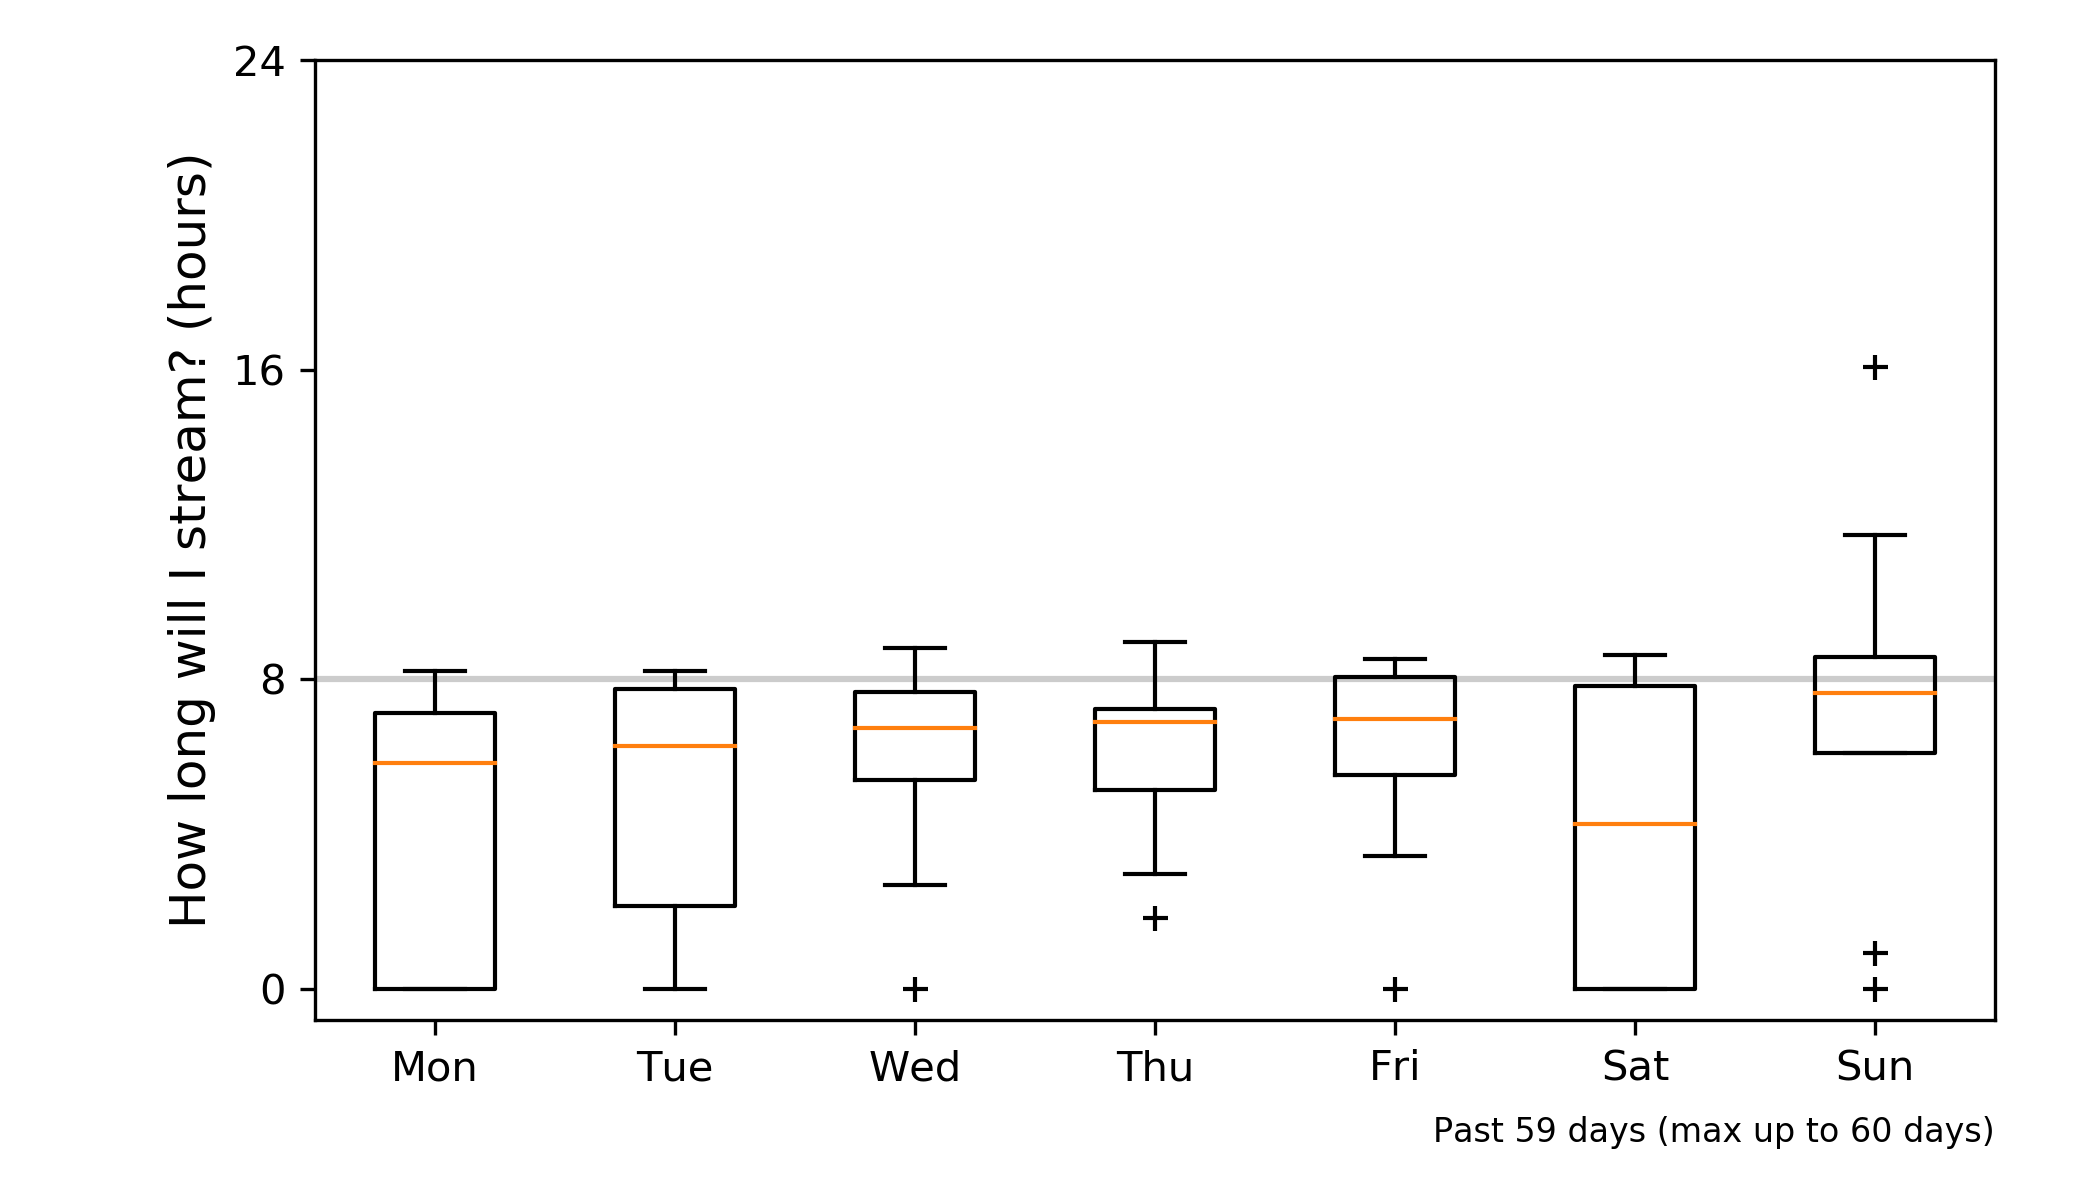 How long will I stream? (hours)
24
16
8
0
Mon Tue Wed Thu Fri Sat Sun
Past 59 days (max up to 60 days)